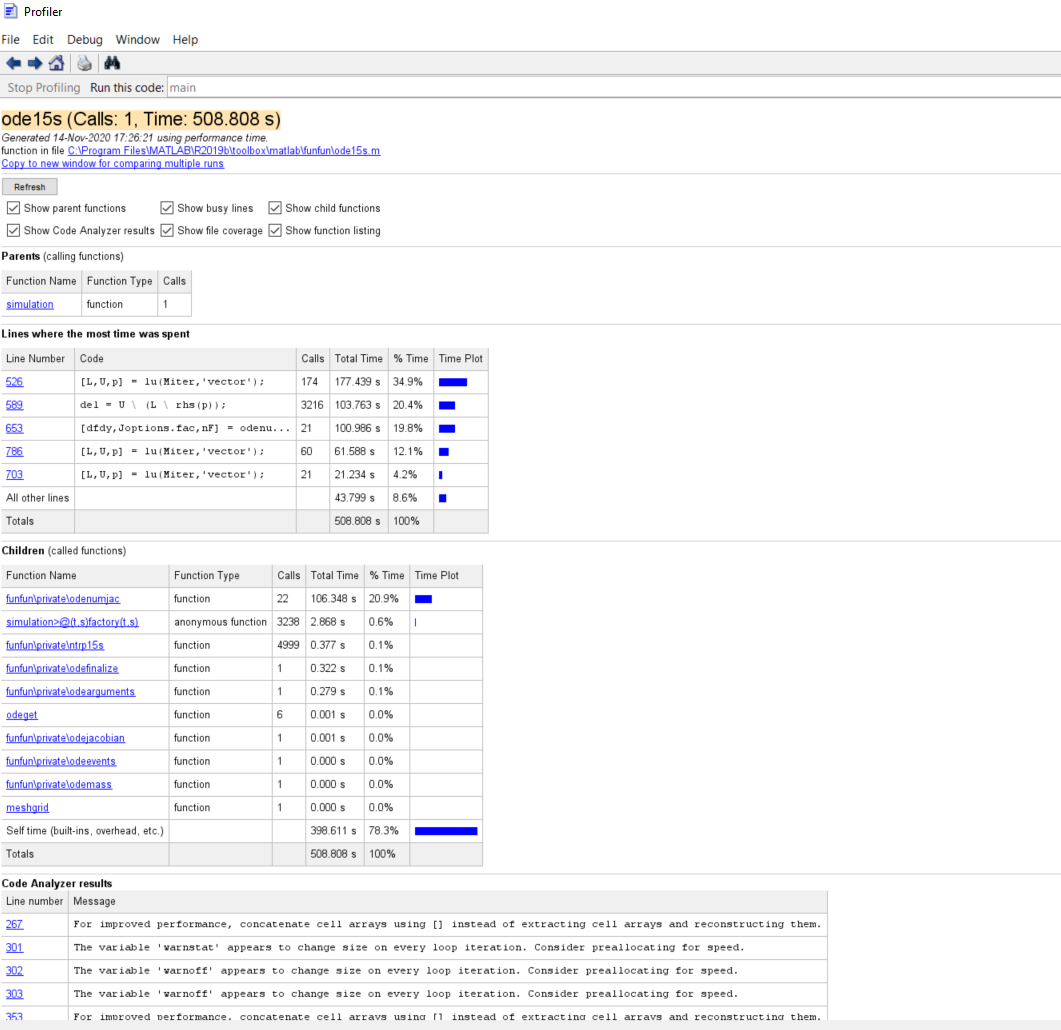 Profiler
File Edit Debug Window Help
Stop Profiling Run this code: main
ode15s (Calls: 1, Time: 508.808 s)
Generated 14-Nov-2020 17:26:21 using performance time.
function in file C:\Program Files\MATLAB\R2019b\toolbox\matlab\funfun\ode15s.m
Copy to new window for comparing multiple runs
Refresh
Show parent functions Show busy lines Show child functions
Show Code Analyzer results Show file coverage Show function listing
Parents (calling functions)
Function Name Function Type Calls
simulation function 1
Lines where the most time was spent
Line Number Code Calls Total Time % Time Time Plot
526 [L,U,p] = lu(Miter,'vector'); 174 177.439 s 34.9%
589 del = U \ (L \ rhs(p)); 3216 103.763 s 20.4%
653 [dfdy,Joptions.fac,nF] = odenu... 21 100.986 s 19.8%
786 [L,U,p] = lu(Miter,'vector'); 60 61.588 s 12.1%
703 [L,U,p] = lu(Miter,'vector'); 21 21.234 s 4.2%
All other lines 43.799 s 8.6%
Totals 508.808 s 100%
Children (called functions)
Function Name Function Type Calls Total Time % Time Time Plot
funfun\private\odenumjac function 22 106.348 s 20.9%
simulation>@(t,s)factory(t,s) anonymous function 3238 2.868 s 0.6%
funfun\private\ntrp15s function 4999 0.377 s 0.1%
funfun\private\odefinalize function 1 0.322 s 0.1%
funfun\private\odearguments function 1 0.279 s 0.1%
odeget function 6 0.001 s 0.0%
funfun\private\odejacobian function 1 0.001 s 0.0%
funfun\private\odeevents function 1 0.000 s 0.0%
funfun\private\odemass function 1 0.000 s 0.0%
meshgrid function 1 0.000 s 0.0%
Self time (built-ins, overhead, etc.) 398.611 s 78.3%
Totals 508.808 s 100%
Code Analyzer results
Line number Message
267 For improved performance, concatenate cell arrays using [] instead of extracting cell arrays and reconstructing them.
301 The variable 'warnstat' appears to change size on every loop iteration. Consider preallocating for speed.
302 The variable 'warnoff' appears to change size on every loop iteration. Consider preallocating for speed.
303 The variable 'warnoff' appears to change size on every loop iteration. Consider preallocating for speed.
353 For improved performance, concatenate cell arrays using [] instead of extracting cell arrays and reconstructing them.